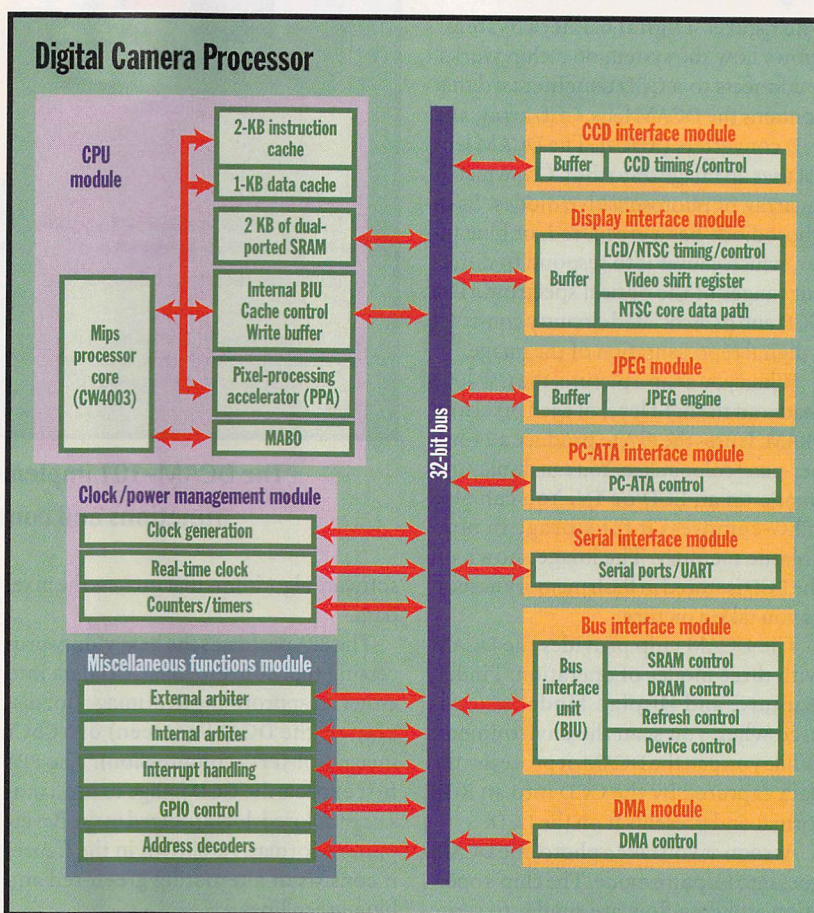 Digital Camera Processor
CPU
module
2-KB instruction
cache
1-KB data cache
2 KB of dual-
ported SRAM
Internal BIU
Cache control
Write buffer
Mips
processor
core
(CW4003)
Pixel-processing
accelerator (PPA)
MABO
Clock/power management module
Clock generation
Real-time clock
Counters/timers
Miscellaneous functions module
External arbiter
Internal arbiter
Interrupt handling
GPIO control
Address decoders
32-bit bus
CCD interface module
Buffer
CCD timing/control
Display interface module
Buffer
LCD/NTSC timing/control
Video shift register
NTSC core data path
JPEG module
Buffer
JPEG engine
PC-ATA interface module
PC-ATA control
Serial interface module
Serial ports/UART
Bus interface module
Bus
interface
unit
(BIU)
SRAM control
DRAM control
Refresh control
Device control
DMA module
DMA control